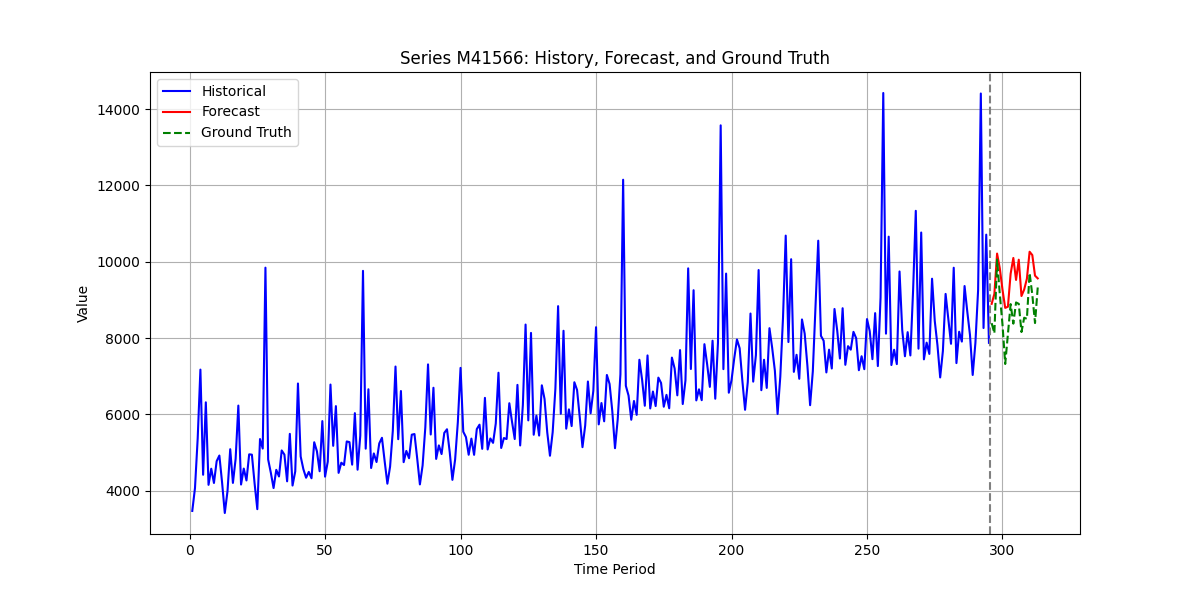 Series M41566: History, Forecast, and Ground Truth
Historical
Forecast
Ground Truth
14000
12000
10000
8000
6000
4000
Value
0
50
100
150
200
250
300
Time Period